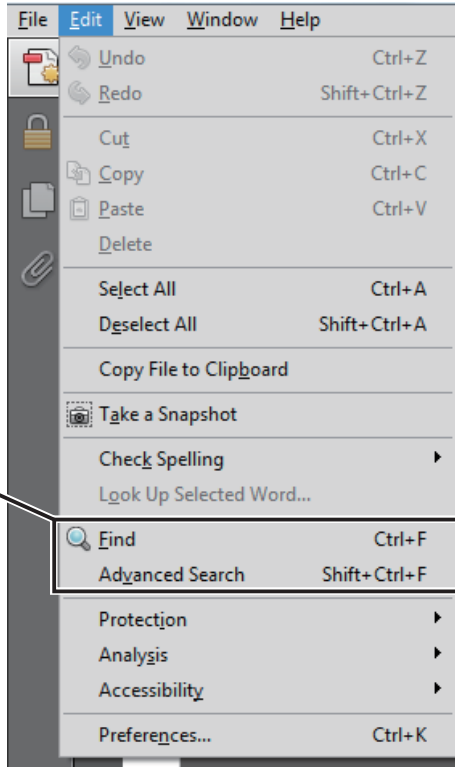 File Edit View Window Help
Undo Ctrl+Z
Redo Shift+Ctrl+Z
Cut Ctrl+X
Copy Ctrl+C
Paste Ctrl+V
Delete
Select All Ctrl+A
Deselect All Shift+Ctrl+A
Copy File to Clipboard
Take a Snapshot
Check Spelling
Look Up Selected Word...
Find Ctrl+F
Advanced Search Shift+Ctrl+F
Protection
Analysis
Accessibility
Preferences... Ctrl+K